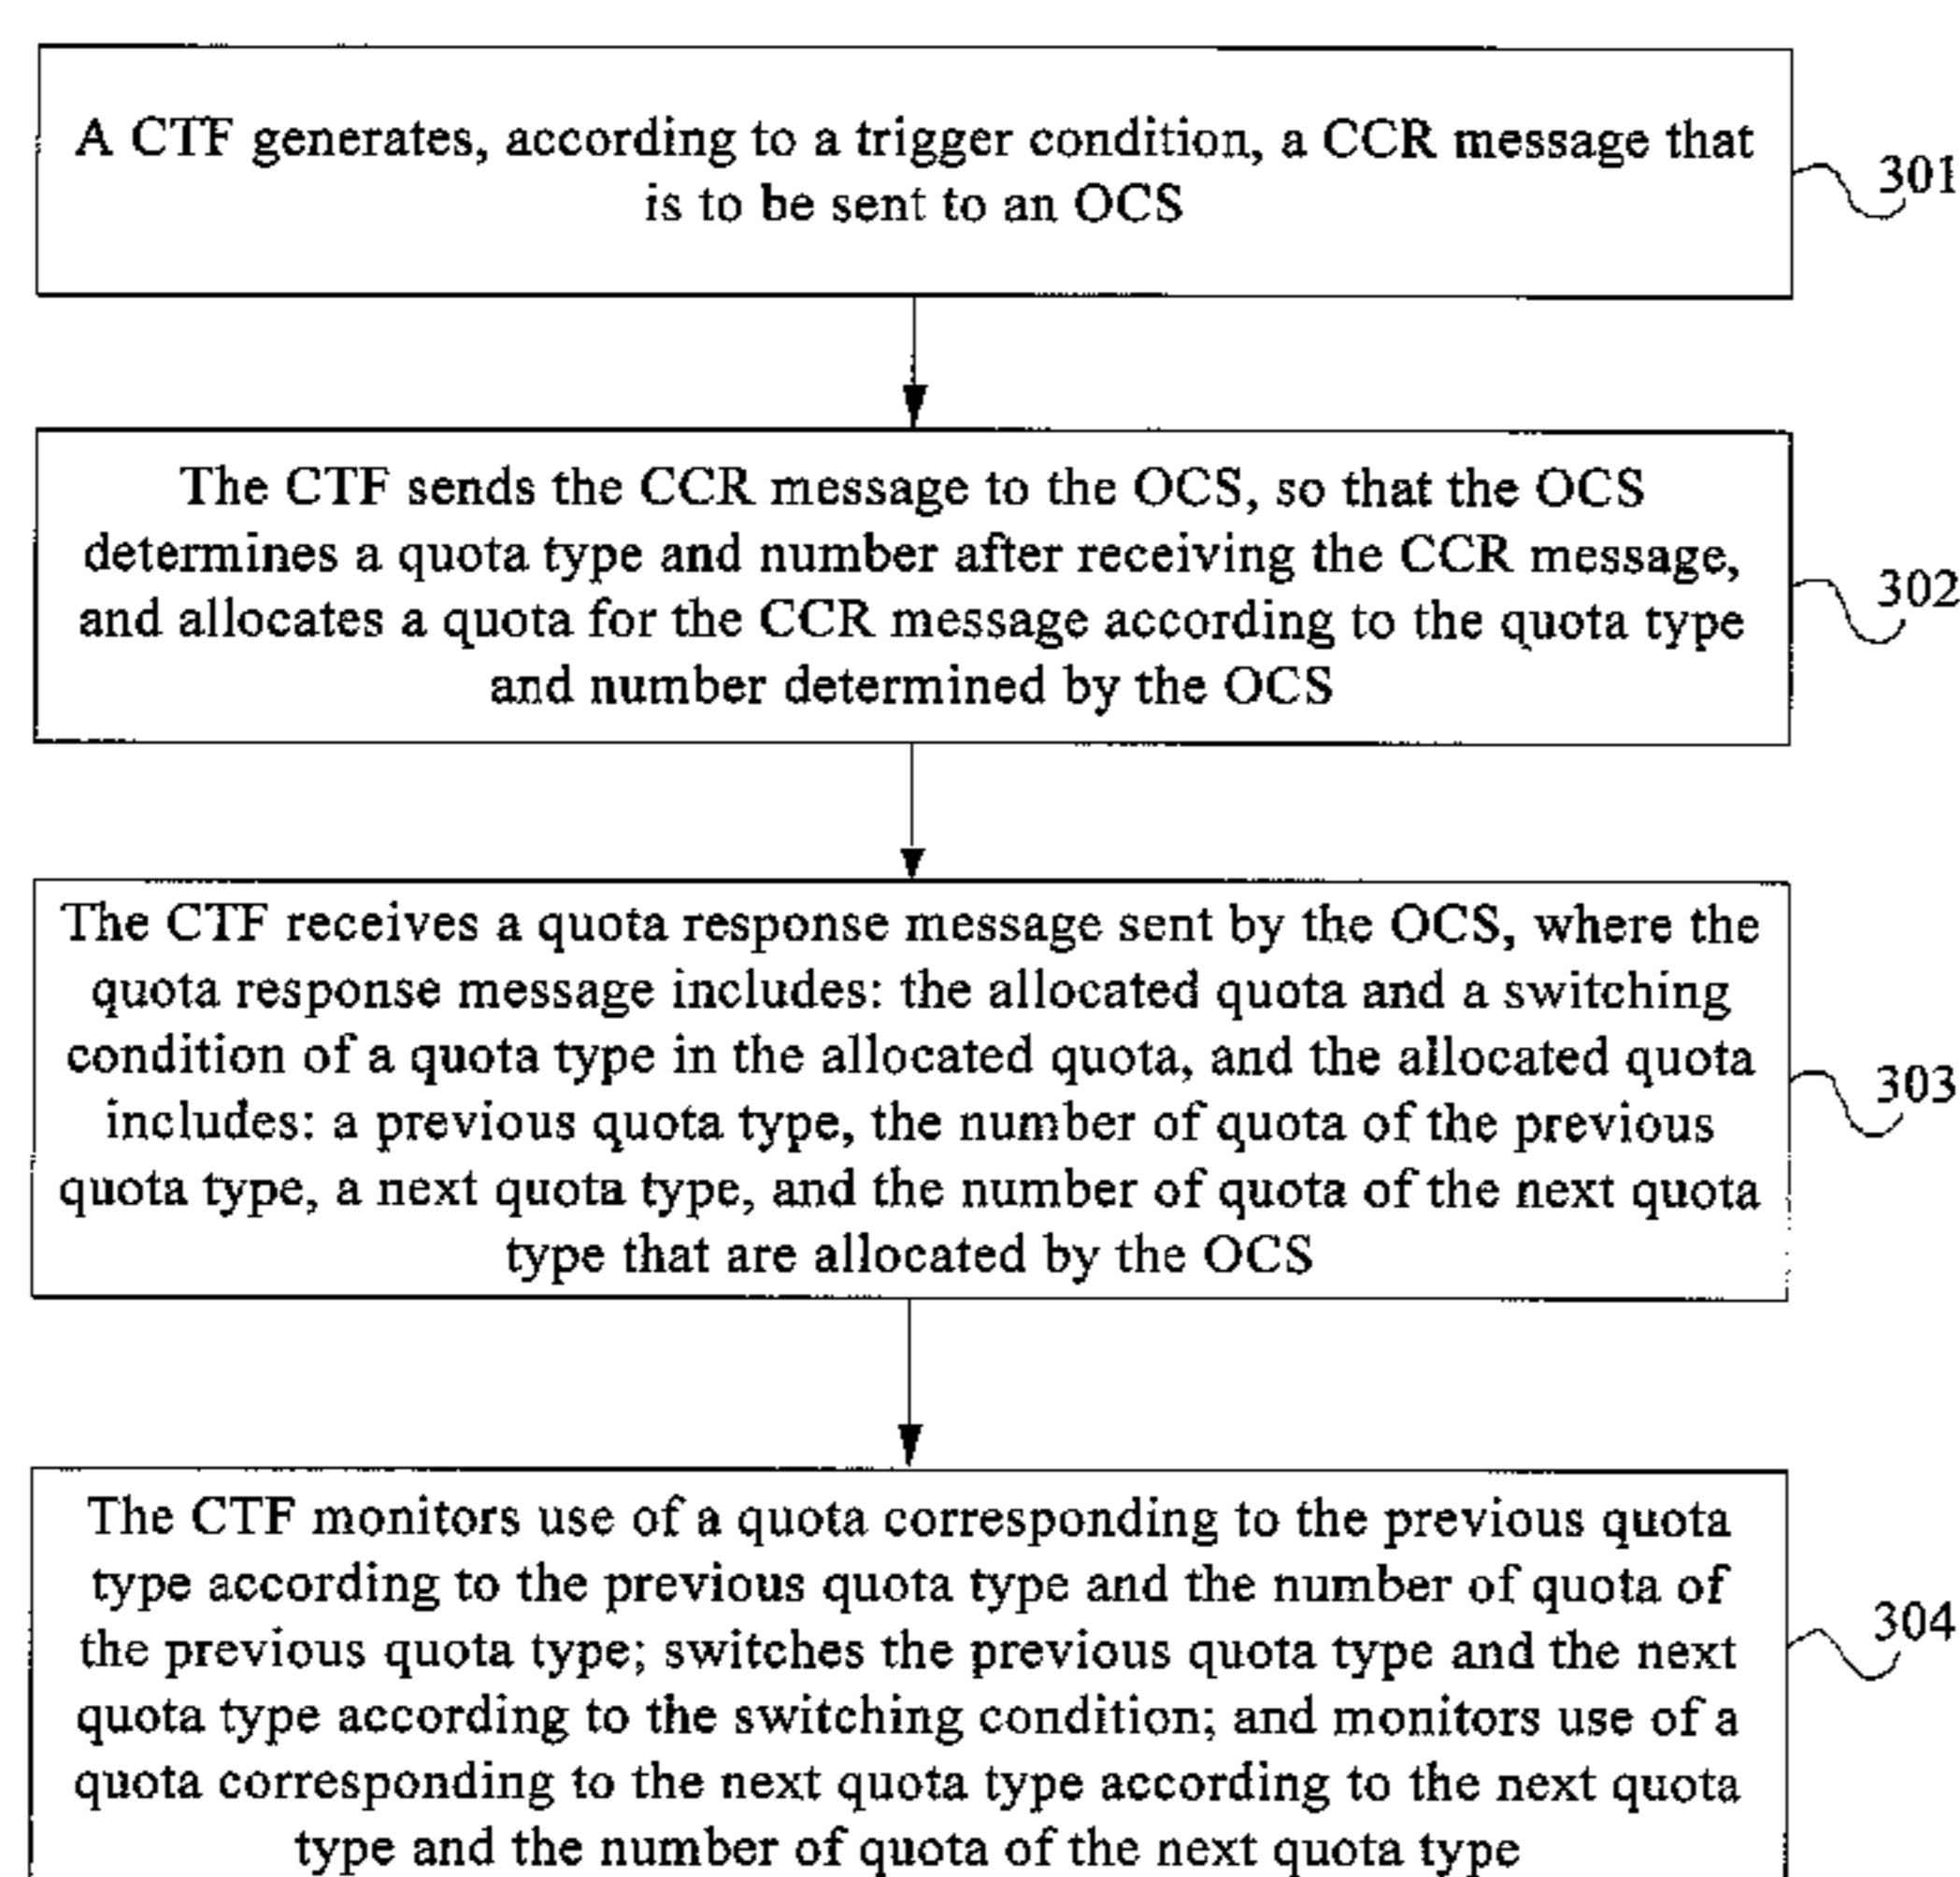 A CTF generates, according to a trigger condition, a CCR message that
is to be sent to an OCS
301
The CTF sends the CCR message to the OCS, so that the OCS
determines a quota type and number after receiving the CCR message,
and allocates a quota for the CCR message according to the quota type
and number determined by the OCS
302
The CTF receives a quota response message sent by the OCS, where the
quota response message includes: the allocated quota and a switching
condition of a quota type in the allocated quota, and the allocated quota
includes: a previous quota type, the number of quota of the previous
quota type, a next quota type, and the number of quota of the next quota
type that are allocated by the OCS
303
The CTF monitors use of a quota corresponding to the previous quota
type according to the previous quota type and the number of quota of
the previous quota type; switches the previous quota type and the next
quota type according to the switching condition; and monitors use of a
quota corresponding to the next quota type according to the next quota
type and the number of quota of the next quota type
304